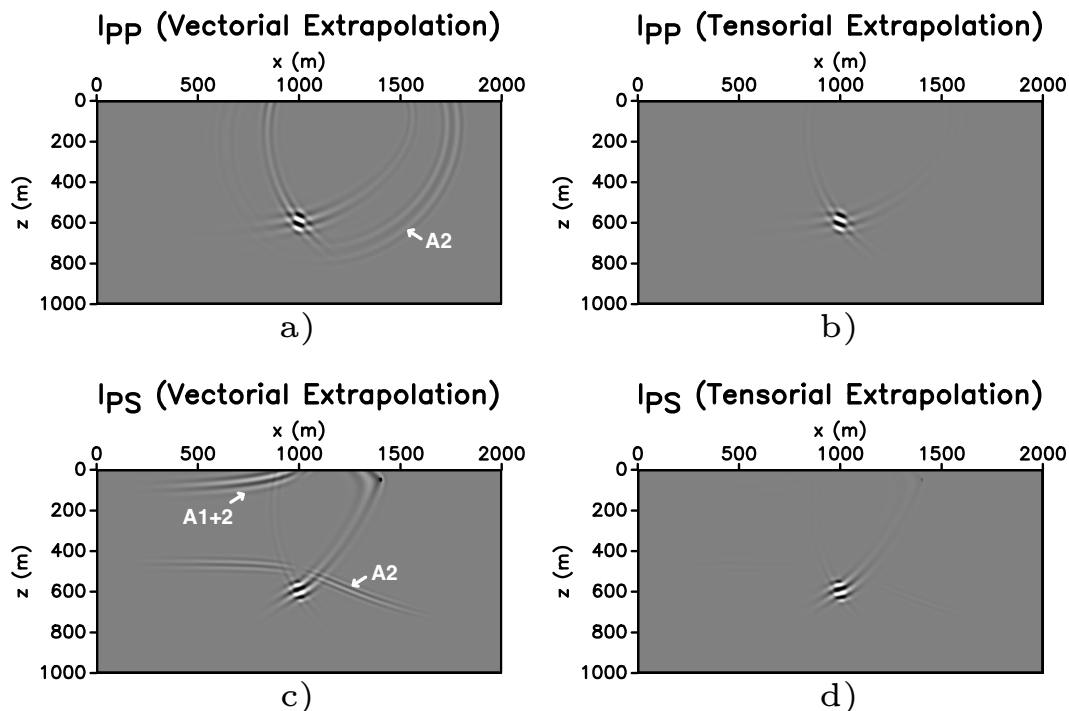 IPP (Vectorial Extrapolation)
x (m)
0 500 1000 1500 2000
0
200
400
600
800
1000
z (m)
A2
a)
IPP (Tensorial Extrapolation)
x (m)
0 500 1000 1500 2000
0
200
400
600
800
1000
z (m)
b)
IPS (Vectorial Extrapolation)
x (m)
0 500 1000 1500 2000
0
200
400
600
800
1000
z (m)
A1+2
A2
c)
IPS (Tensorial Extrapolation)
x (m)
0 500 1000 1500 2000
0
200
400
600
800
1000
z (m)
d)